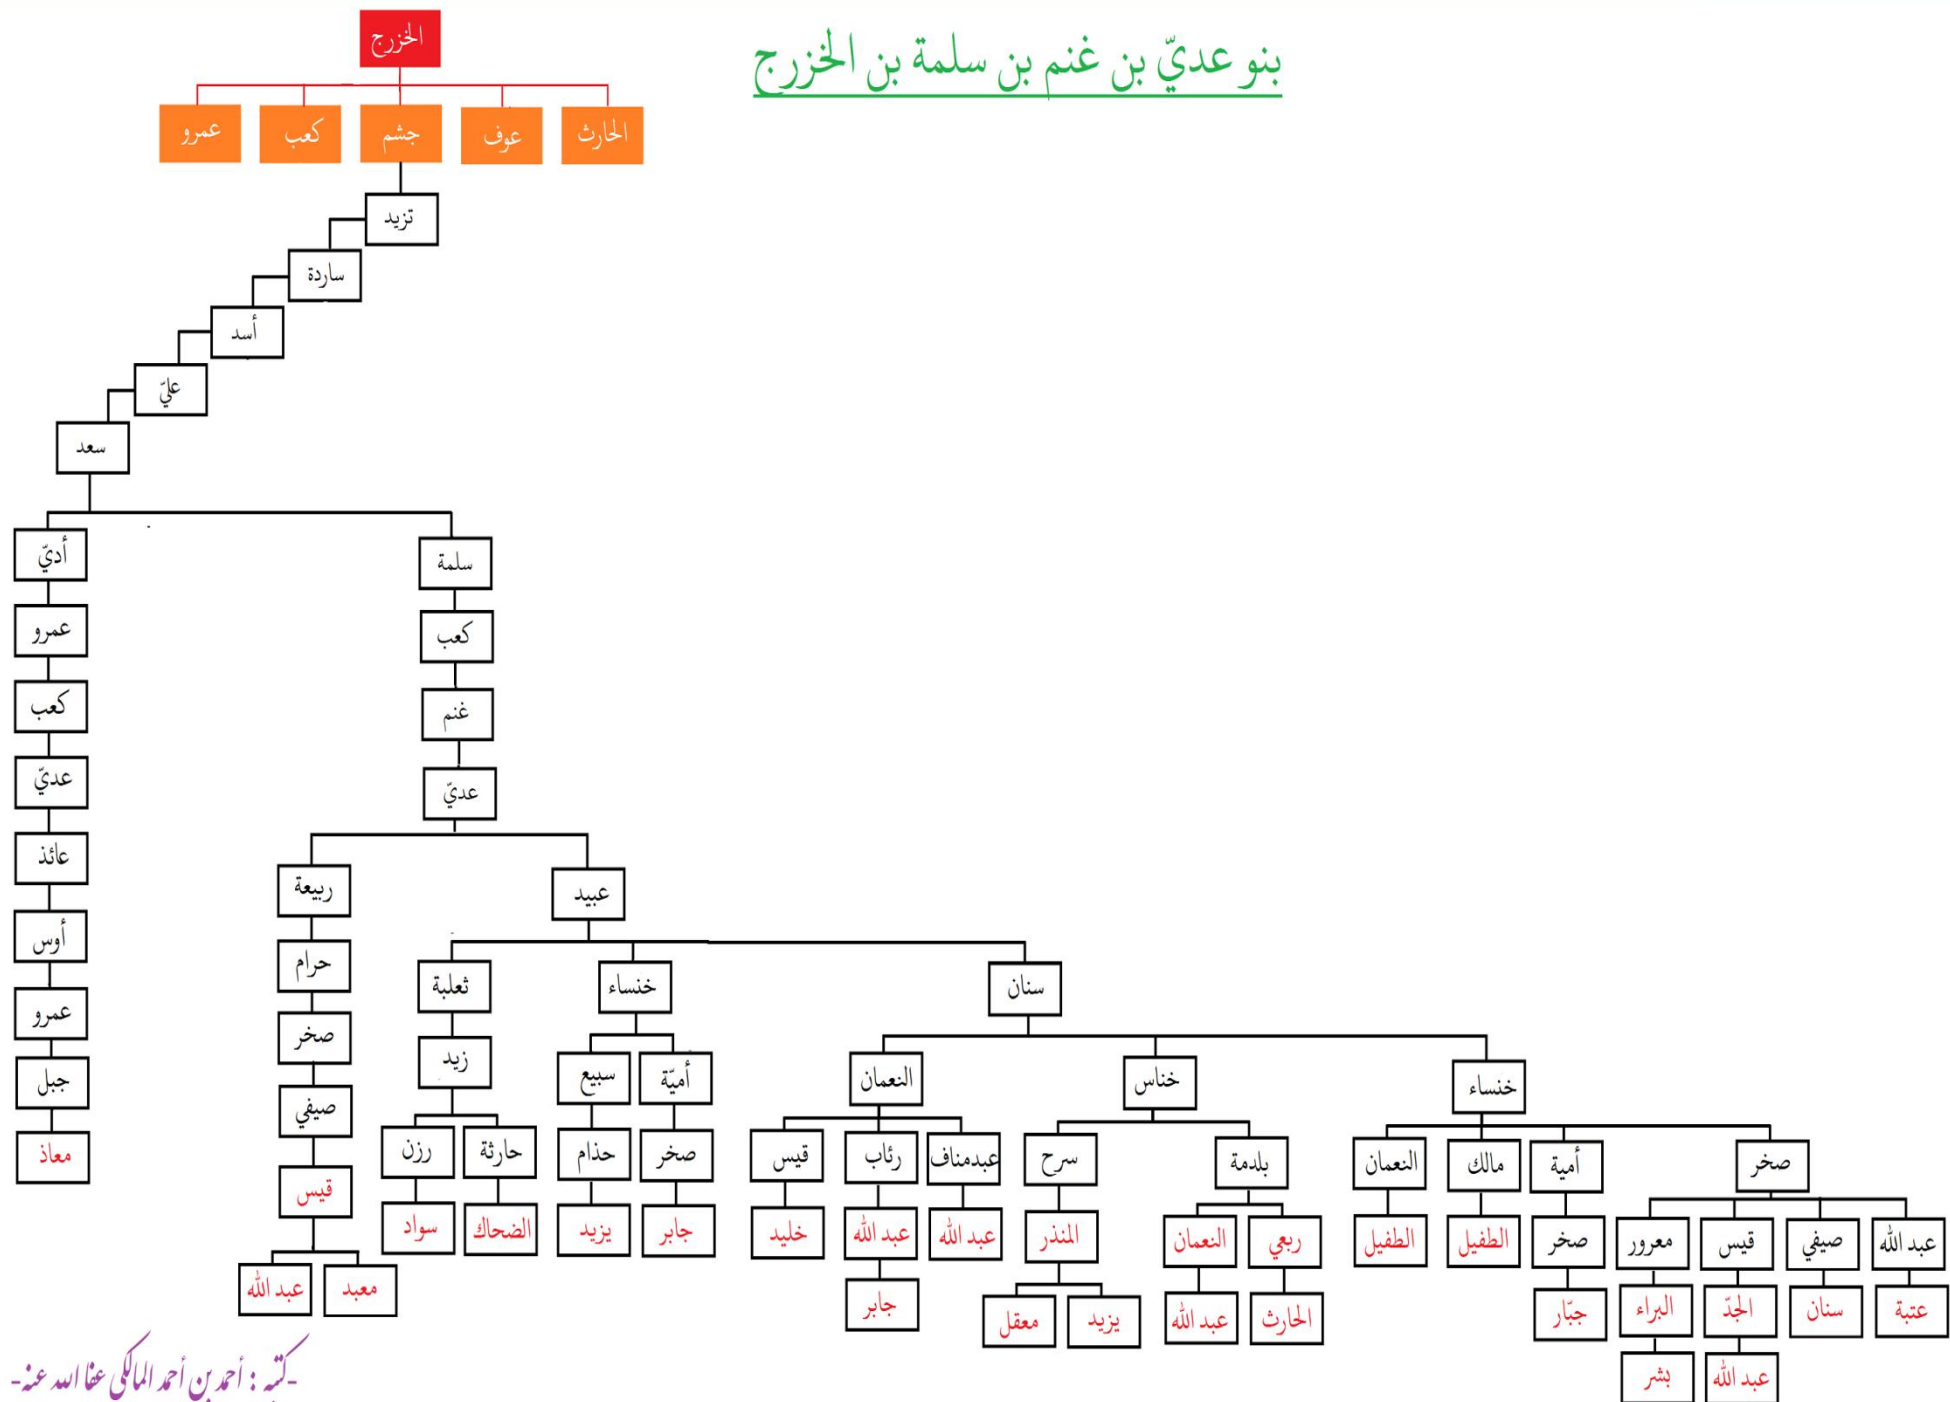 بنو عديّ بن غنم بن سلمة بن الخزرج
الخزرج
الحارث
عوف
جشم
كعب
عمرو
تزيد
ساردة
أسد
عليّ
سعد
سلمة
أديّ
كعب
عمرو
غنم
كعب
عديّ
عديّ
عبيد
ربيعة
عائذ
سنان
خنساء
ثعلبة
حرام
أوس
خنساء
خناس
النعمان
أميّة
سبيع
زيد
صخر
عمرو
صخر
أمية
مالك
النعمان
بلدمة
سرح
عبدمناف
رئاب
قيس
صخر
حذام
حارثة
رزن
صيفي
جبل
عبد الله
صيفي
قيس
معرور
صخر
الطفيل
الطفيل
ربعي
النعمان
المنذر
عبد الله
عبد الله
خليد
جابر
يزيد
الضحاك
سواد
قيس
معاذ
عتبة
سنان
الجدّ
البراء
جبّار
الحارث
عبد الله
يزيد
معقل
جابر
معبد
عبد الله
عبد الله
بشر
-كتبه : أحمد بن أحمد المالكي عفا الله عنه-